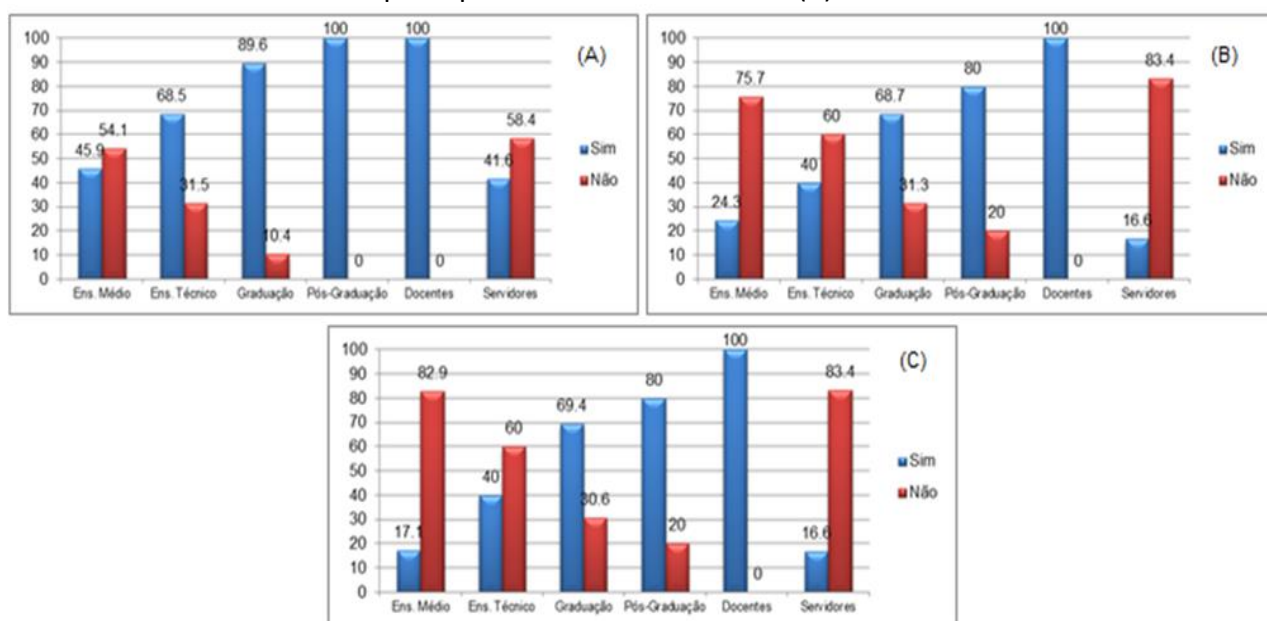 (A)
100
90
80
70
60
50
40
30
20
10
0
45.9 54.1 68.5 31.5 89.6 10.4 100 0 100 0 41.6 58.4
Ens. Médio Ens. Técnico Graduação Pós-Graduação Docentes Servidores
Sim
Não
(B)
100
90
80
70
60
50
40
30
20
10
0
24.3 75.7 40 60 68.7 31.3 80 20 100 0 16.6 83.4
Ens. Médio Ens. Técnico Graduação Pós-Graduação Docentes Servidores
Sim
Não
(C)
100
90
80
70
60
50
40
30
20
10
0
17.1 82.9 40 60 69.4 30.6 80 20 100 0 16.6 83.4
Ens. Médio Ens. Técnico Graduação Pós-Graduação Docentes Servidores
Sim
Não